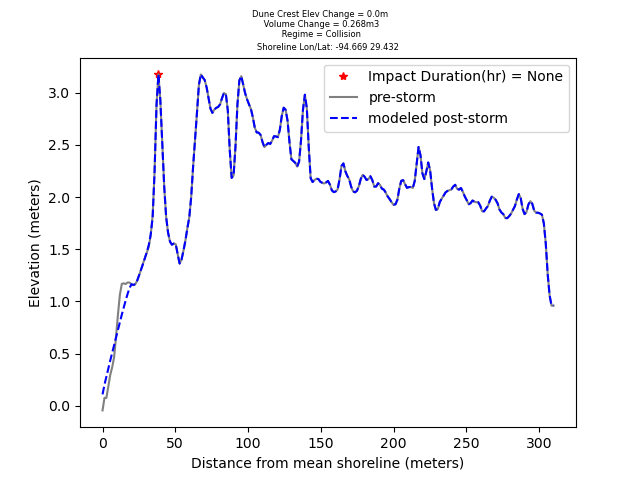 Dune Crest Elev Change = 0.0m
Volume Change = 0.268m3
Regime = Collision
Shoreline Lon/Lat: -94.669 29.432
Impact Duration(hr) = None
pre-storm
modeled post-storm
Elevation (meters)
3.0
2.5
2.0
1.5
1.0
0.5
0.0
0 50 100 150 200 250 300
Distance from mean shoreline (meters)